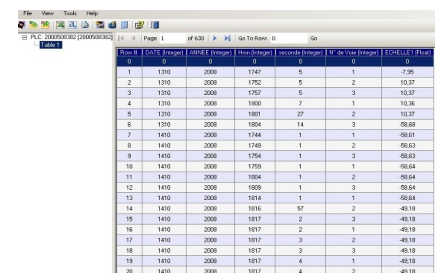 File View Tools Help
PLC: 2000508382 [2000508382]
Table 1
Page 1 of 630 Go To Row: 0 Go
Row # DATE (Integer) ANNEE (Integer) Hmn (Integer) seconde (Integer) N° de Voie (Integer) ECHELLE1 (Float)
0 0 0 0 0 0
1 1310 2008 1747 5 1 -7,95
2 1310 2008 1752 5 2 10,37
3 1310 2008 1757 5 3 10,37
4 1310 2008 1800 7 1 10,36
5 1310 2008 1801 27 2 10,37
6 1310 2008 1804 14 3 -58,68
7 1410 2008 1744 1 1 -58,61
8 1410 2008 1749 1 2 -58,63
9 1410 2008 1754 1 3 -58,63
10 1410 2008 1759 1 1 -58,64
11 1410 2008 1804 1 2 -58,64
12 1410 2008 1809 1 3 -58,64
13 1410 2008 1814 1 1 -58,64
14 1410 2008 1816 57 2 -49,18
15 1410 2008 1817 2 3 -49,18
16 1410 2008 1817 2 1 -49,18
17 1410 2008 1817 3 2 -49,18
18 1410 2008 1817 3 3 -49,18
19 1410 2008 1817 4 1 -49,18
20 1410 2008 1817 4 2 -49,18